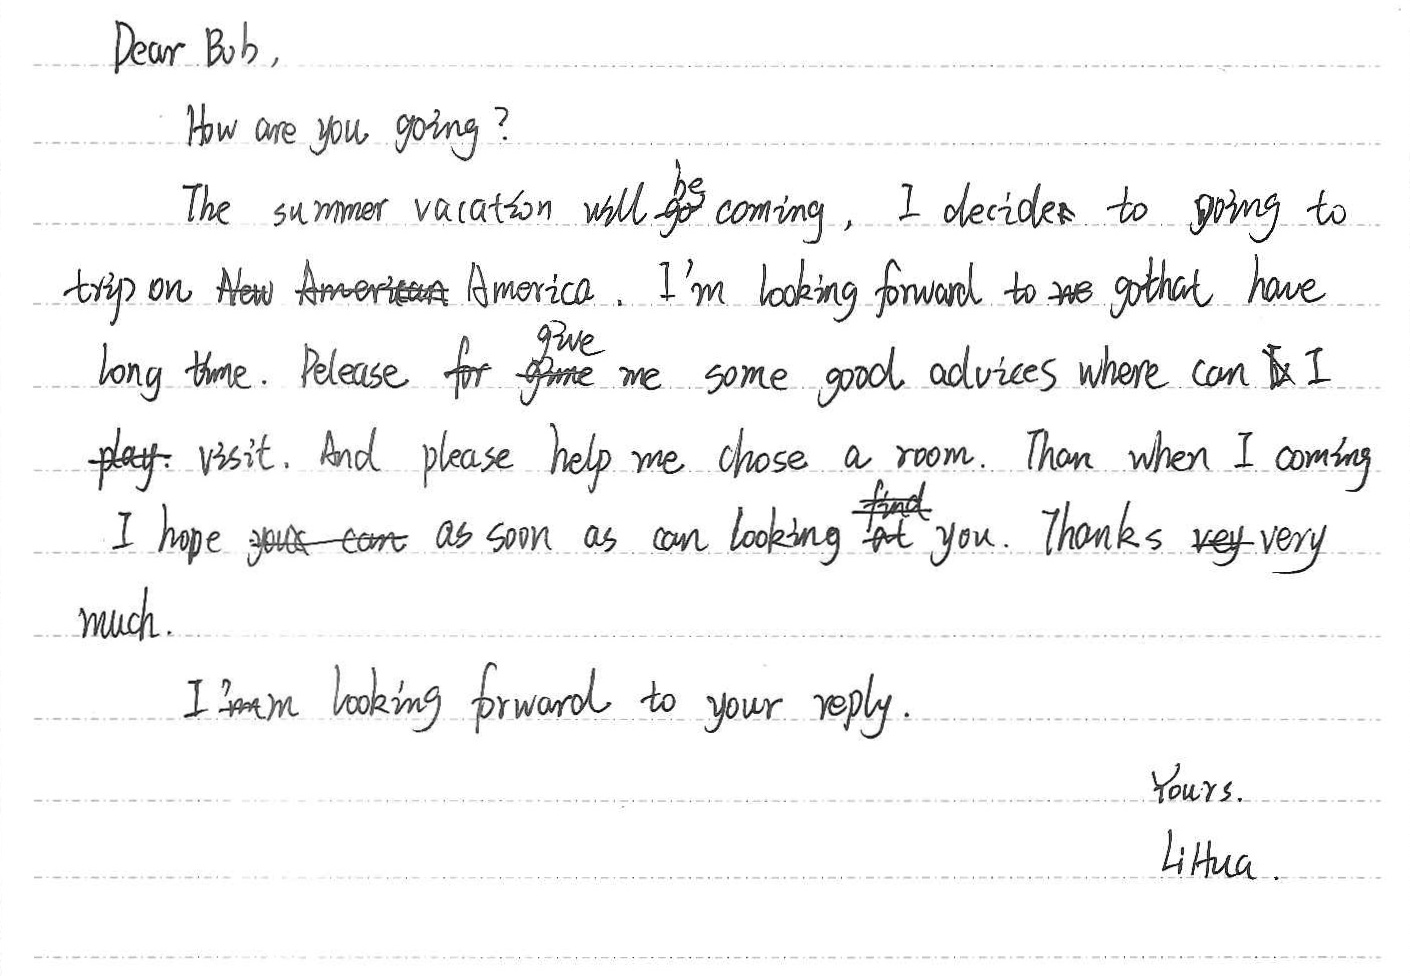 Dear Bob,
How are you going?
The summer vacation will be coming, I decide to going to
trip on America. I'm looking forward to gothat have
long time. Pelease give me some good advices where can I
visit. And please help me chose a room. Than when I coming
I hope as soon as can looking you. Thanks very
much.
I'm looking forward to your reply.
Yours.
Li Hua.